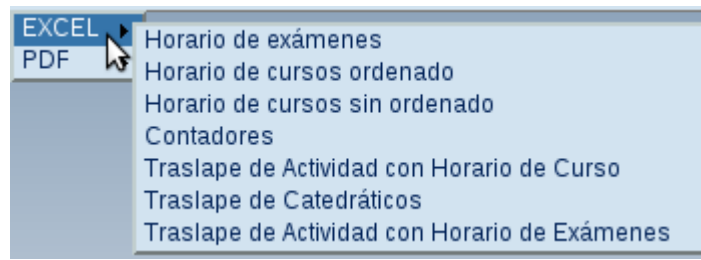 EXCEL
PDF
Horario de exámenes
Horario de cursos ordenado
Horario de cursos sin ordenado
Contadores
Traslape de Actividad con Horario de Curso
Traslape de Catedráticos
Traslape de Actividad con Horario de Exámenes